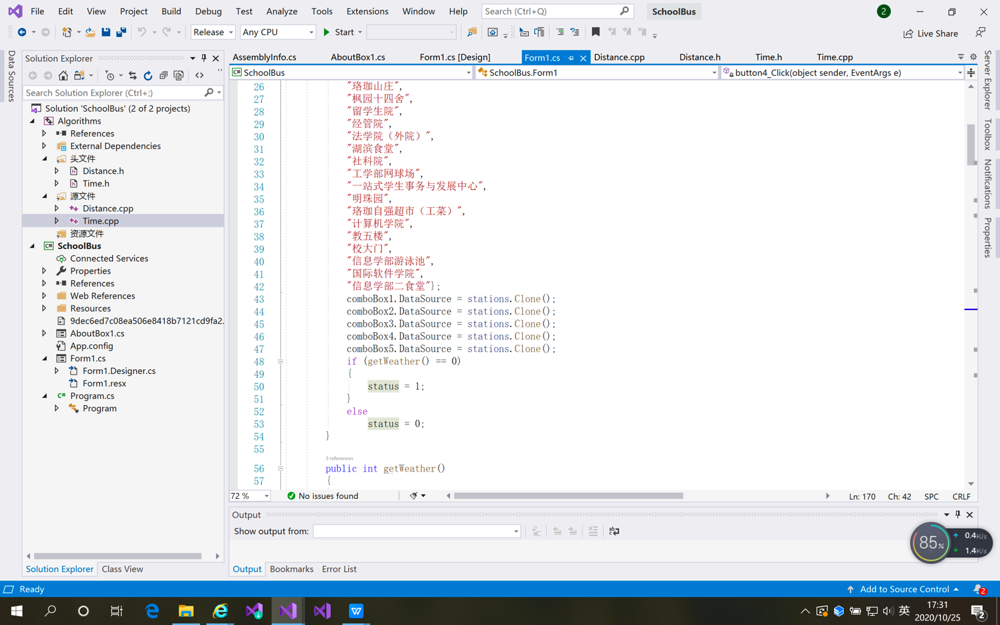 File Edit View Project Build Debug Test Analyze Tools Extensions Window Help Search (Ctrl+Q) SchoolBus 2
Release Any CPU Start Live Share
Data Sources
Solution Explorer
Search Solution Explorer (Ctrl+;)
Solution 'SchoolBus' (2 of 2 projects)
Algorithms
References
External Dependencies
头文件
Distance.h
Time.h
源文件
Distance.cpp
Time.cpp
资源文件
SchoolBus
Connected Services
Properties
References
Web References
Resources
9dec6ed7c08ea506e8418b7121cd9fa2.
AboutBox1.cs
App.config
Form1.cs
Form1.Designer.cs
Form1.resx
Program.cs
Program
Solution Explorer Class View
AssemblyInfo.cs AboutBox1.cs Form1.cs [Design] Form1.cs Distance.cpp Distance.h Time.h Time.cpp
SchoolBus SchoolBus.Form1 button4_Click(object sender, EventArgs e)
26 "珞珈山庄",
27 "枫园十四舍",
28 "留学生院",
29 "经管院",
30 "法学院（外院）",
31 "湖滨食堂",
32 "社科院",
33 "工学部网球场",
34 "一站式学生事务与发展中心",
35 "明珠园",
36 "珞珈自强超市（工菜）",
37 "计算机学院",
38 "教五楼",
39 "校大门",
40 "信息学部游泳池",
41 "国际软件学院",
42 "信息学部二食堂"};
43 comboBox1.DataSource = stations.Clone();
44 comboBox2.DataSource = stations.Clone();
45 comboBox3.DataSource = stations.Clone();
46 comboBox4.DataSource = stations.Clone();
47 comboBox5.DataSource = stations.Clone();
48 if (getWeather() == 0)
49 {
50 status = 1;
51 }
52 else
53 status = 0;
54 }
55
3 references
56 public int getWeather()
57 {
72 % No issues found Ln: 170 Ch: 42 SPC CRLF
Output
Show output from:
Output Bookmarks Error List
Server Explorer
Toolbox
Notifications
Properties
85% 0.4K/s
1.4K/s
Ready Add to Source Control 2
英 17:31
2020/10/25 2